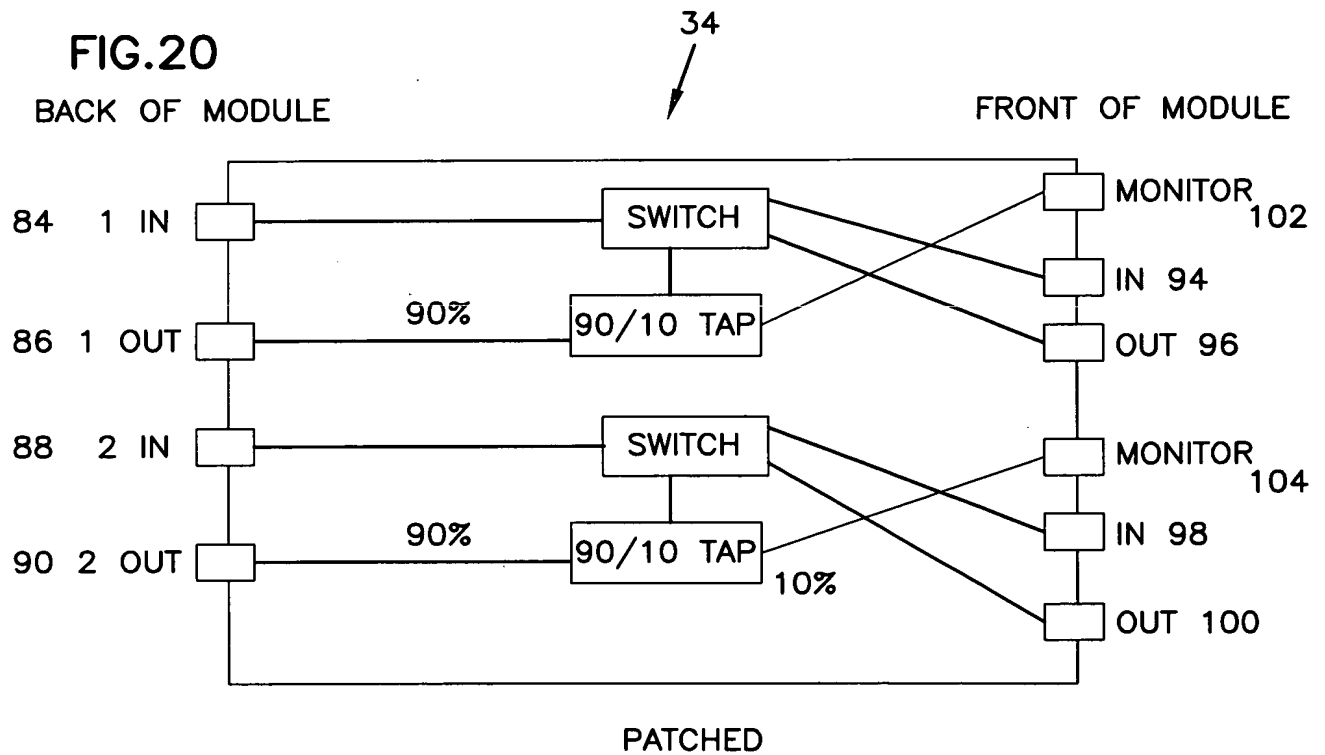 34
FIG.20
BACK OF MODULE
FRONT OF MODULE
84 1 IN
SWITCH
MONITOR
102
IN 94
86 1 OUT
90%
90/10 TAP
OUT 96
88 2 IN
SWITCH
MONITOR
104
90 2 OUT
90%
90/10 TAP
10%
IN 98
OUT 100
PATCHED